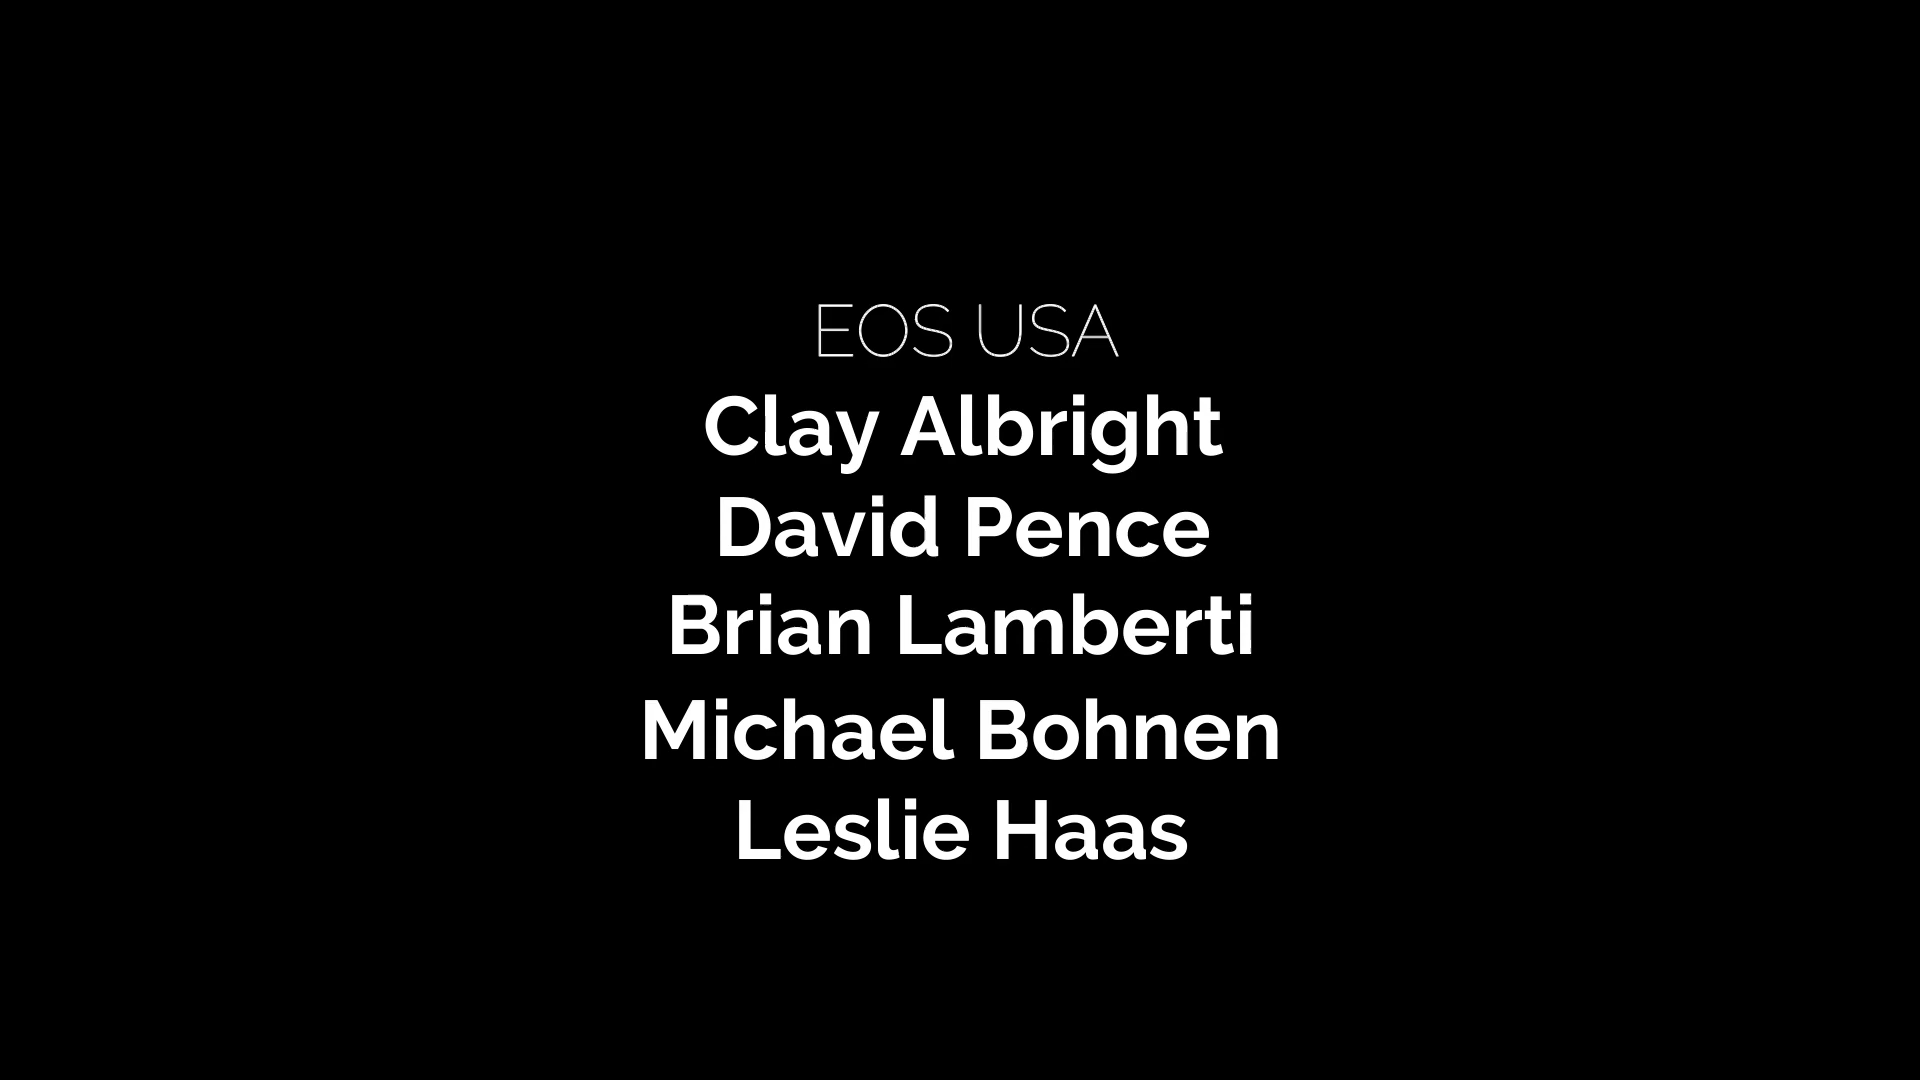 EOS USA
Clay Albright
David Pence
Brian Lamberti
Michael Bohnen
Leslie Haas